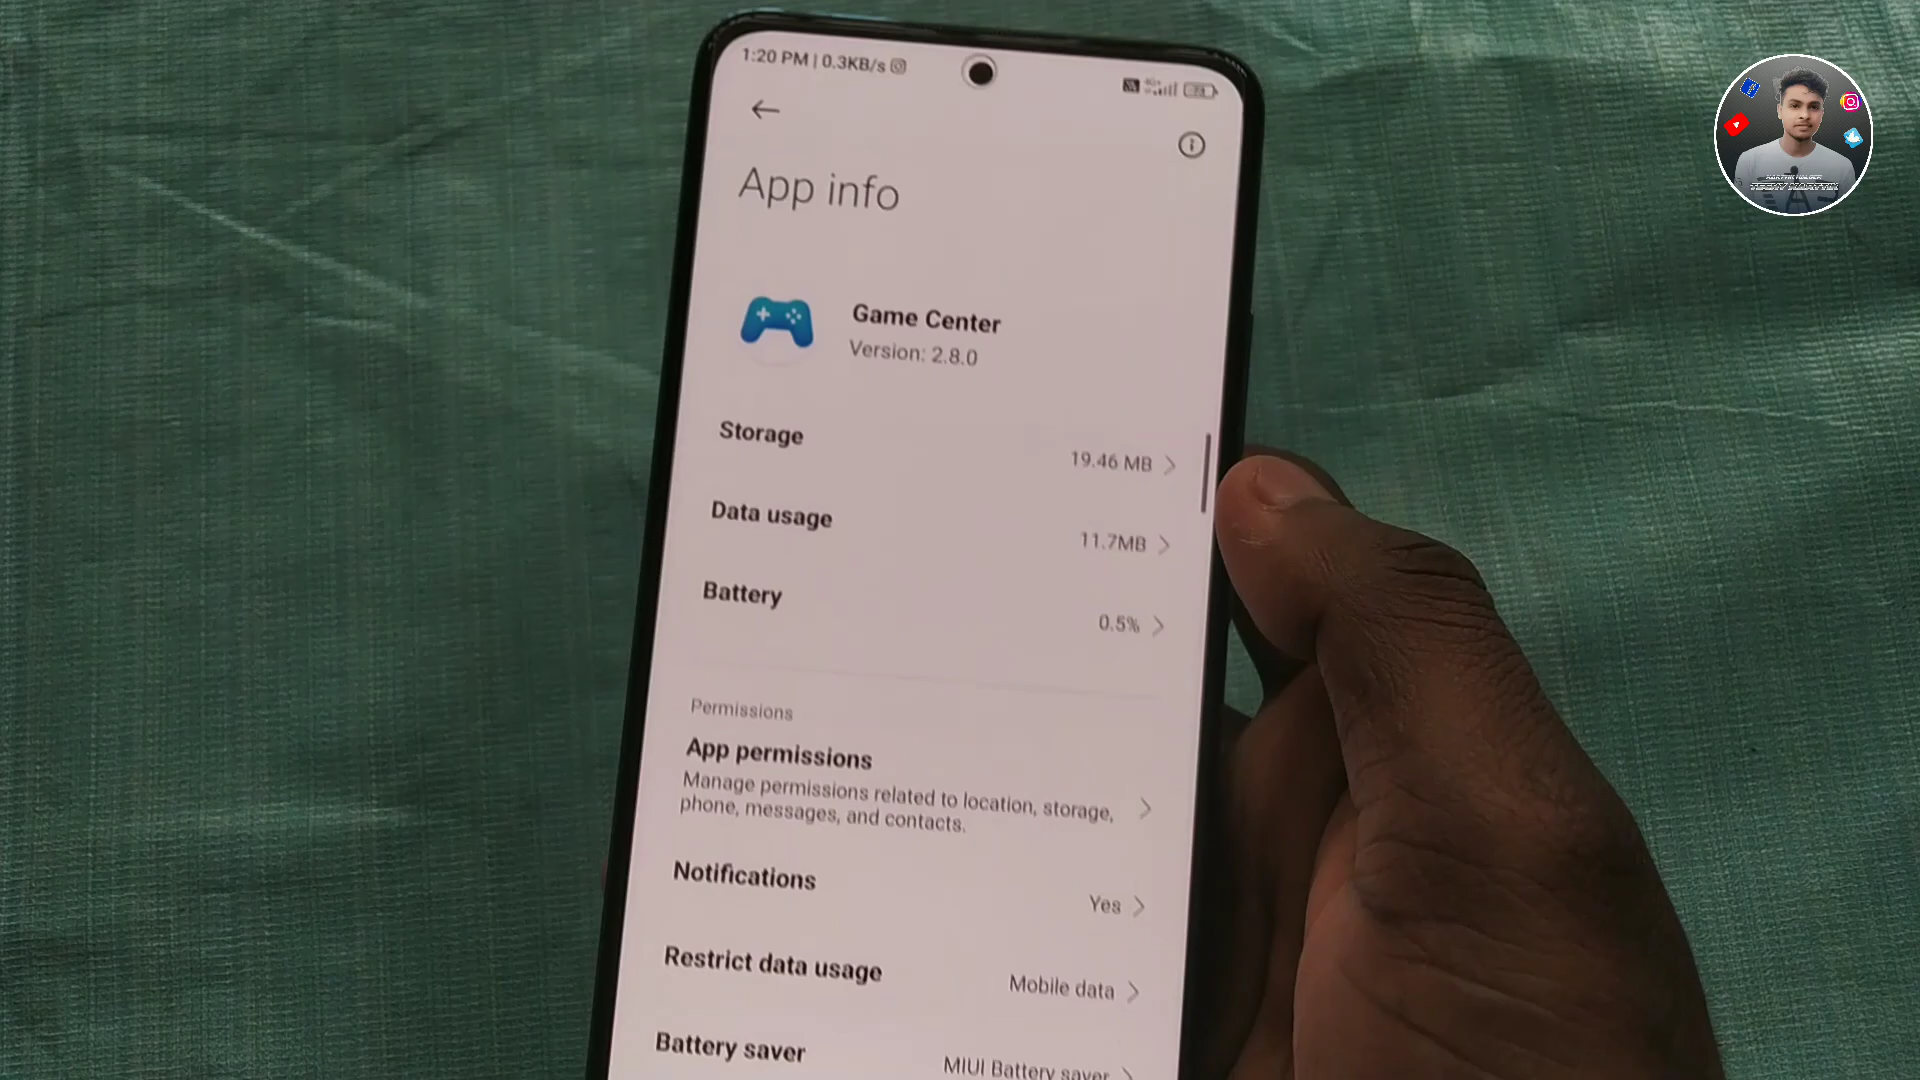 1:20 PM | 0.3KB/s
App info
Game Center
Version: 2.8.0
Storage
19.46 MB
Data usage
11.7MB
Battery
0.5%
Permissions
App permissions
Manage permissions related to location, storage,
phone, messages, and contacts.
Notifications
Yes
Restrict data usage
Mobile data
Battery saver
MIUI Battery saver
TECHY KARTTIK